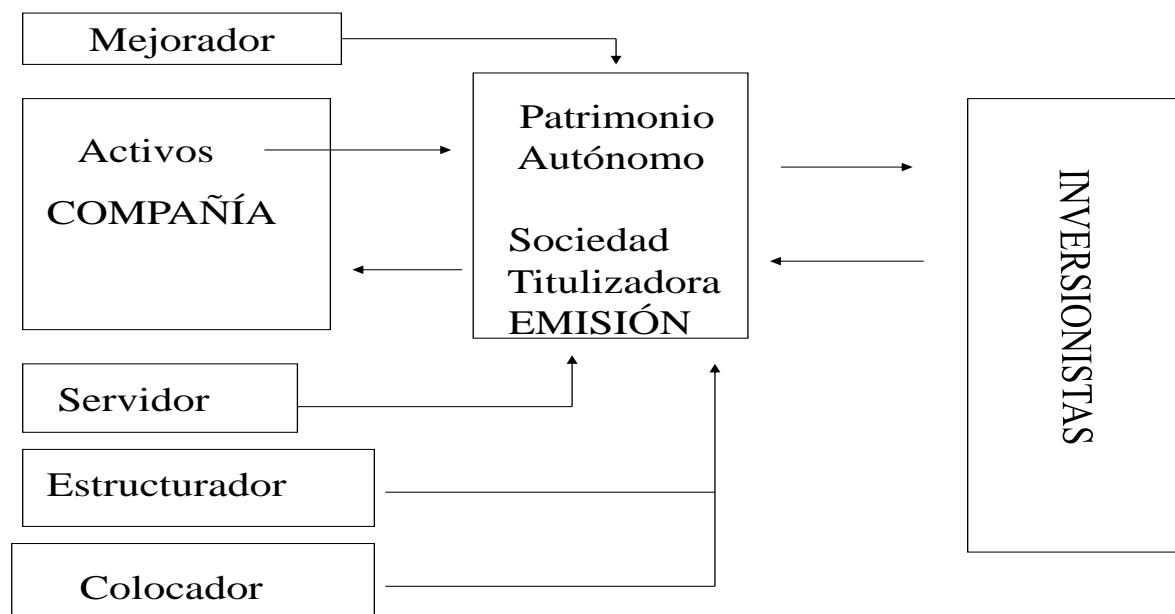 Mejorador
Activos
COMPAÑÍA
Patrimonio
Autónomo
Sociedad
Titulizadora
EMISIÓN
INVERSIONISTAS
Servidor
Estructurador
Colocador